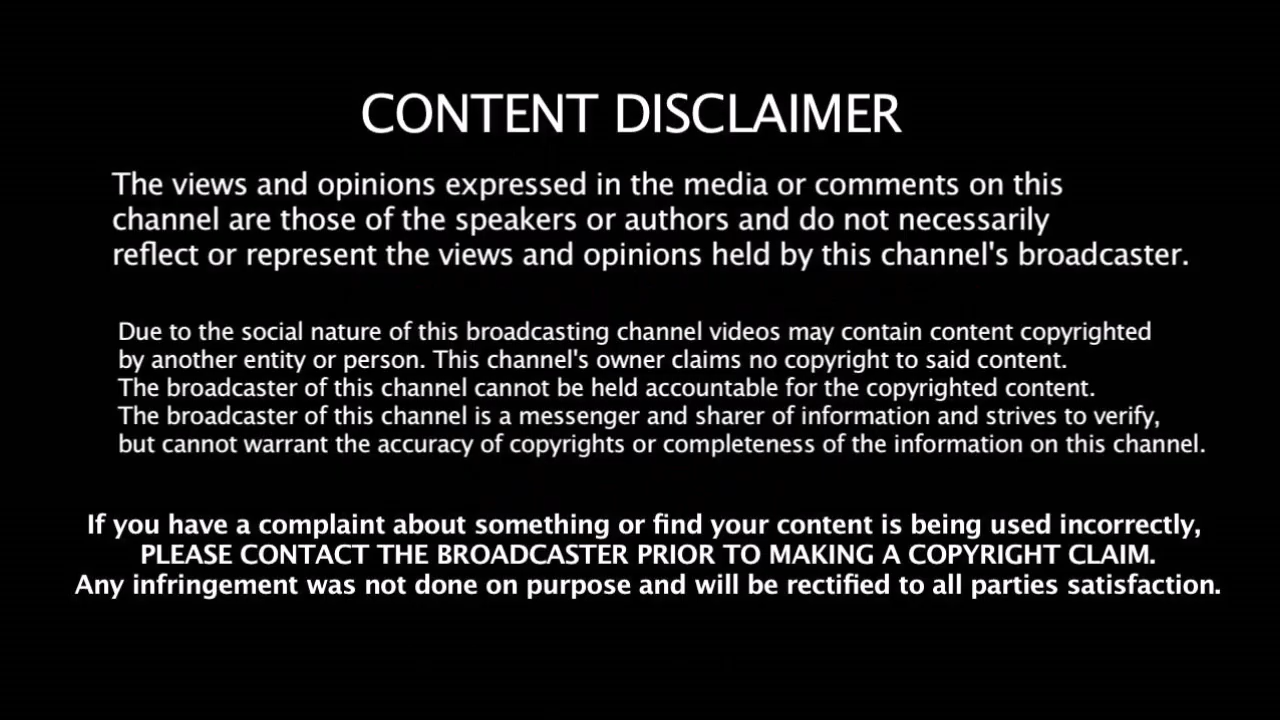 CONTENT DISCLAIMER
The views and opinions expressed in the media or comments on this
channel are those of the speakers or authors and do not necessarily
reflect or represent the views and opinions held by this channel's broadcaster.
Due to the social nature of this broadcasting channel videos may contain content copyrighted
by another entity or person. This channel's owner claims no copyright to said content.
The broadcaster of this channel cannot be held accountable for the copyrighted content.
The broadcaster of this channel is a messenger and sharer of information and strives to verify,
but cannot warrant the accuracy of copyrights or completeness of the information on this channel.
If you have a complaint about something or find your content is being used incorrectly,
PLEASE CONTACT THE BROADCASTER PRIOR TO MAKING A COPYRIGHT CLAIM.
Any infringement was not done on purpose and will be rectified to all parties satisfaction.